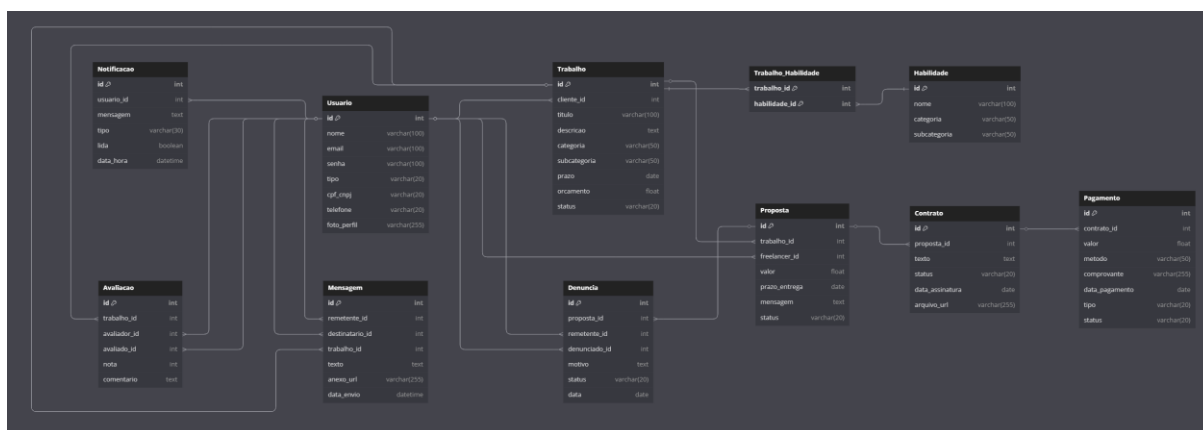 Notificacao
id int
usuario_id int
mensagem text
tipo varchar(30)
lida boolean
data_hora datetime
Usuario
id int
nome varchar(100)
email varchar(100)
senha varchar(100)
tipo varchar(20)
cpf_cnpj varchar(20)
telefone varchar(20)
foto_perfil varchar(255)
Trabalho
id int
cliente_id int
titulo varchar(100)
descricao text
categoria varchar(50)
subcategoria varchar(50)
prazo date
orcamento float
status varchar(20)
Trabalho_Habilidade
trabalho_id int
habilidade_id int
Habilidade
id int
nome varchar(100)
categoria varchar(50)
subcategoria varchar(50)
Avaliacao
id int
trabalho_id int
avaliador_id int
avaliado_id int
nota int
comentario text
Mensagem
id int
remetente_id int
destinatario_id int
trabalho_id int
texto text
anexo_url varchar(255)
data_envio datetime
Denuncia
id int
proposta_id int
remetente_id int
denunciado_id int
motivo text
status varchar(20)
data date
Proposta
id int
trabalho_id int
freelancer_id int
valor float
prazo_entrega date
mensagem text
status varchar(20)
Contrato
id int
proposta_id int
texto text
status varchar(20)
data_assinatura date
arquivo_url varchar(255)
Pagamento
id int
contrato_id int
valor float
metodo varchar(50)
comprovante varchar(255)
data_pagamento date
tipo varchar(20)
status varchar(20)